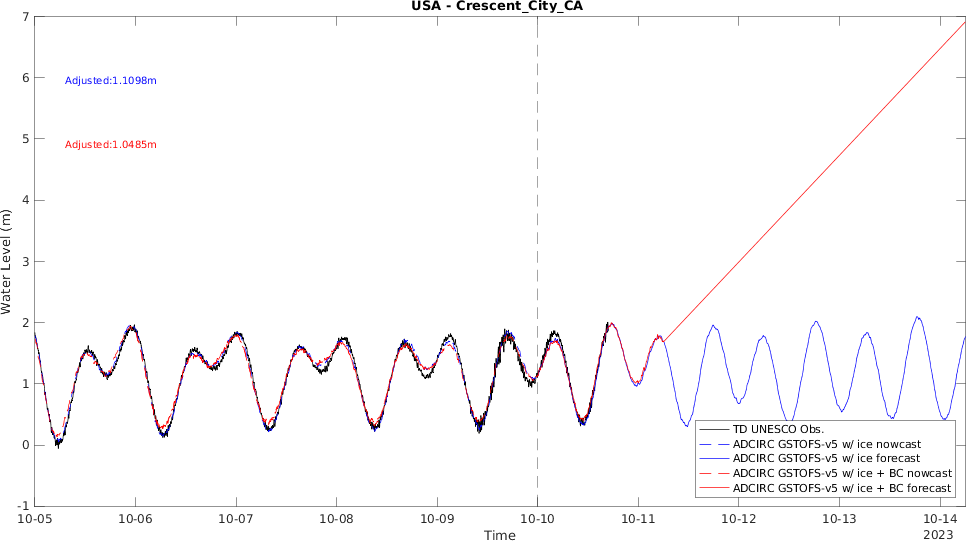 USA - Crescent_City_CA
7
6
5
4
3
2
1
0
-1
Water Level (m)
Adjusted:1.1098m
Adjusted:1.0485m
TD UNESCO Obs.
ADCIRC GSTOFS-v5 w/ ice nowcast
ADCIRC GSTOFS-v5 w/ ice forecast
ADCIRC GSTOFS-v5 w/ ice + BC nowcast
ADCIRC GSTOFS-v5 w/ ice + BC forecast
10-05 10-06 10-07 10-08 10-09 10-10 10-11 10-12 10-13 10-14
Time
2023